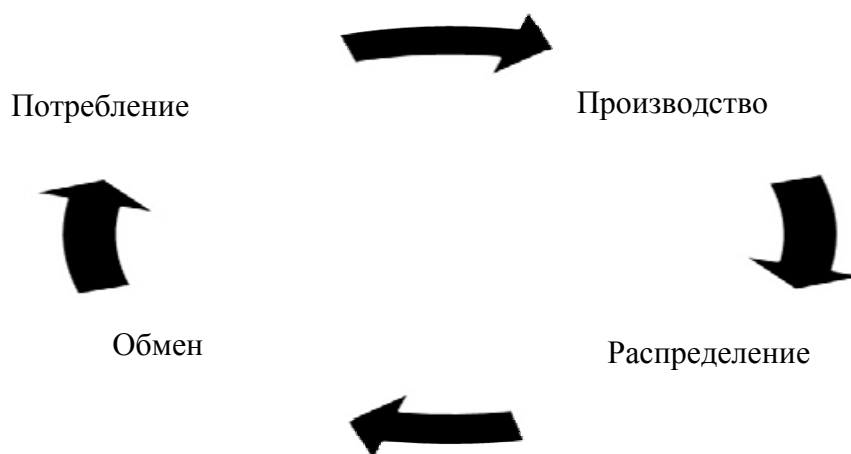 Потребление
Производство
Обмен
Распределение